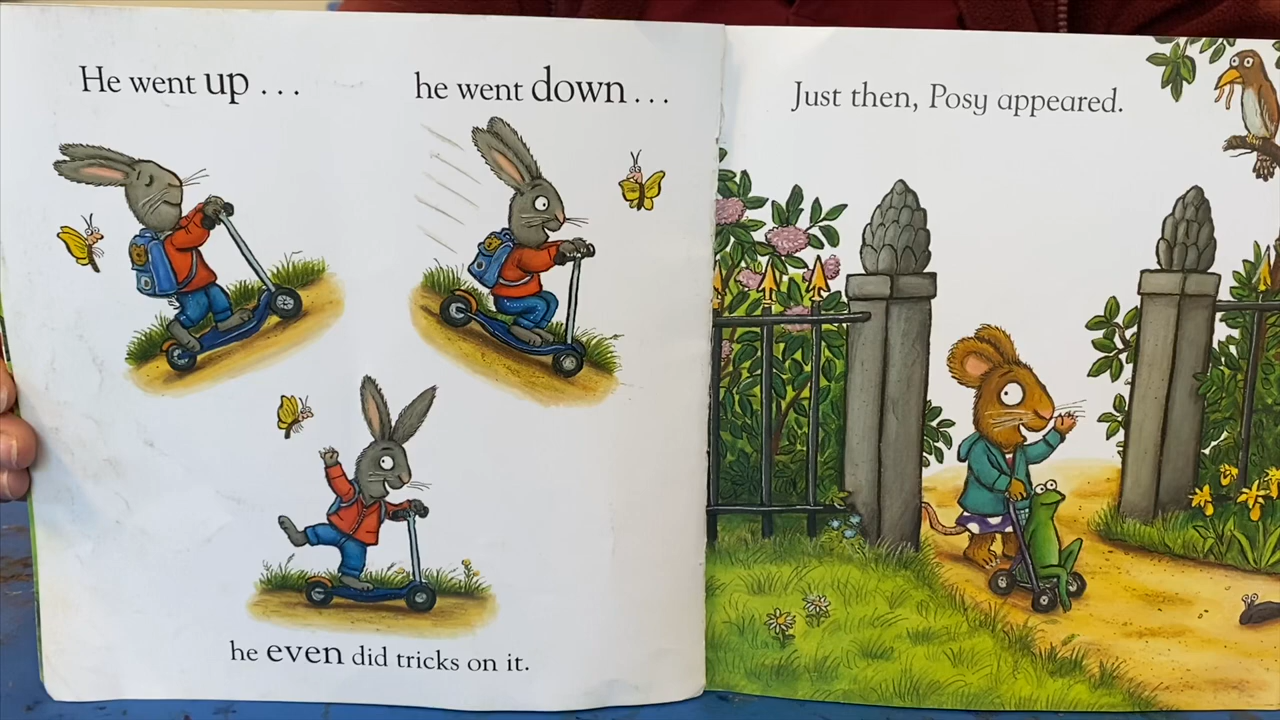 He went up . . .
he went down . . .
he even did tricks on it.
Just then, Posy appeared.